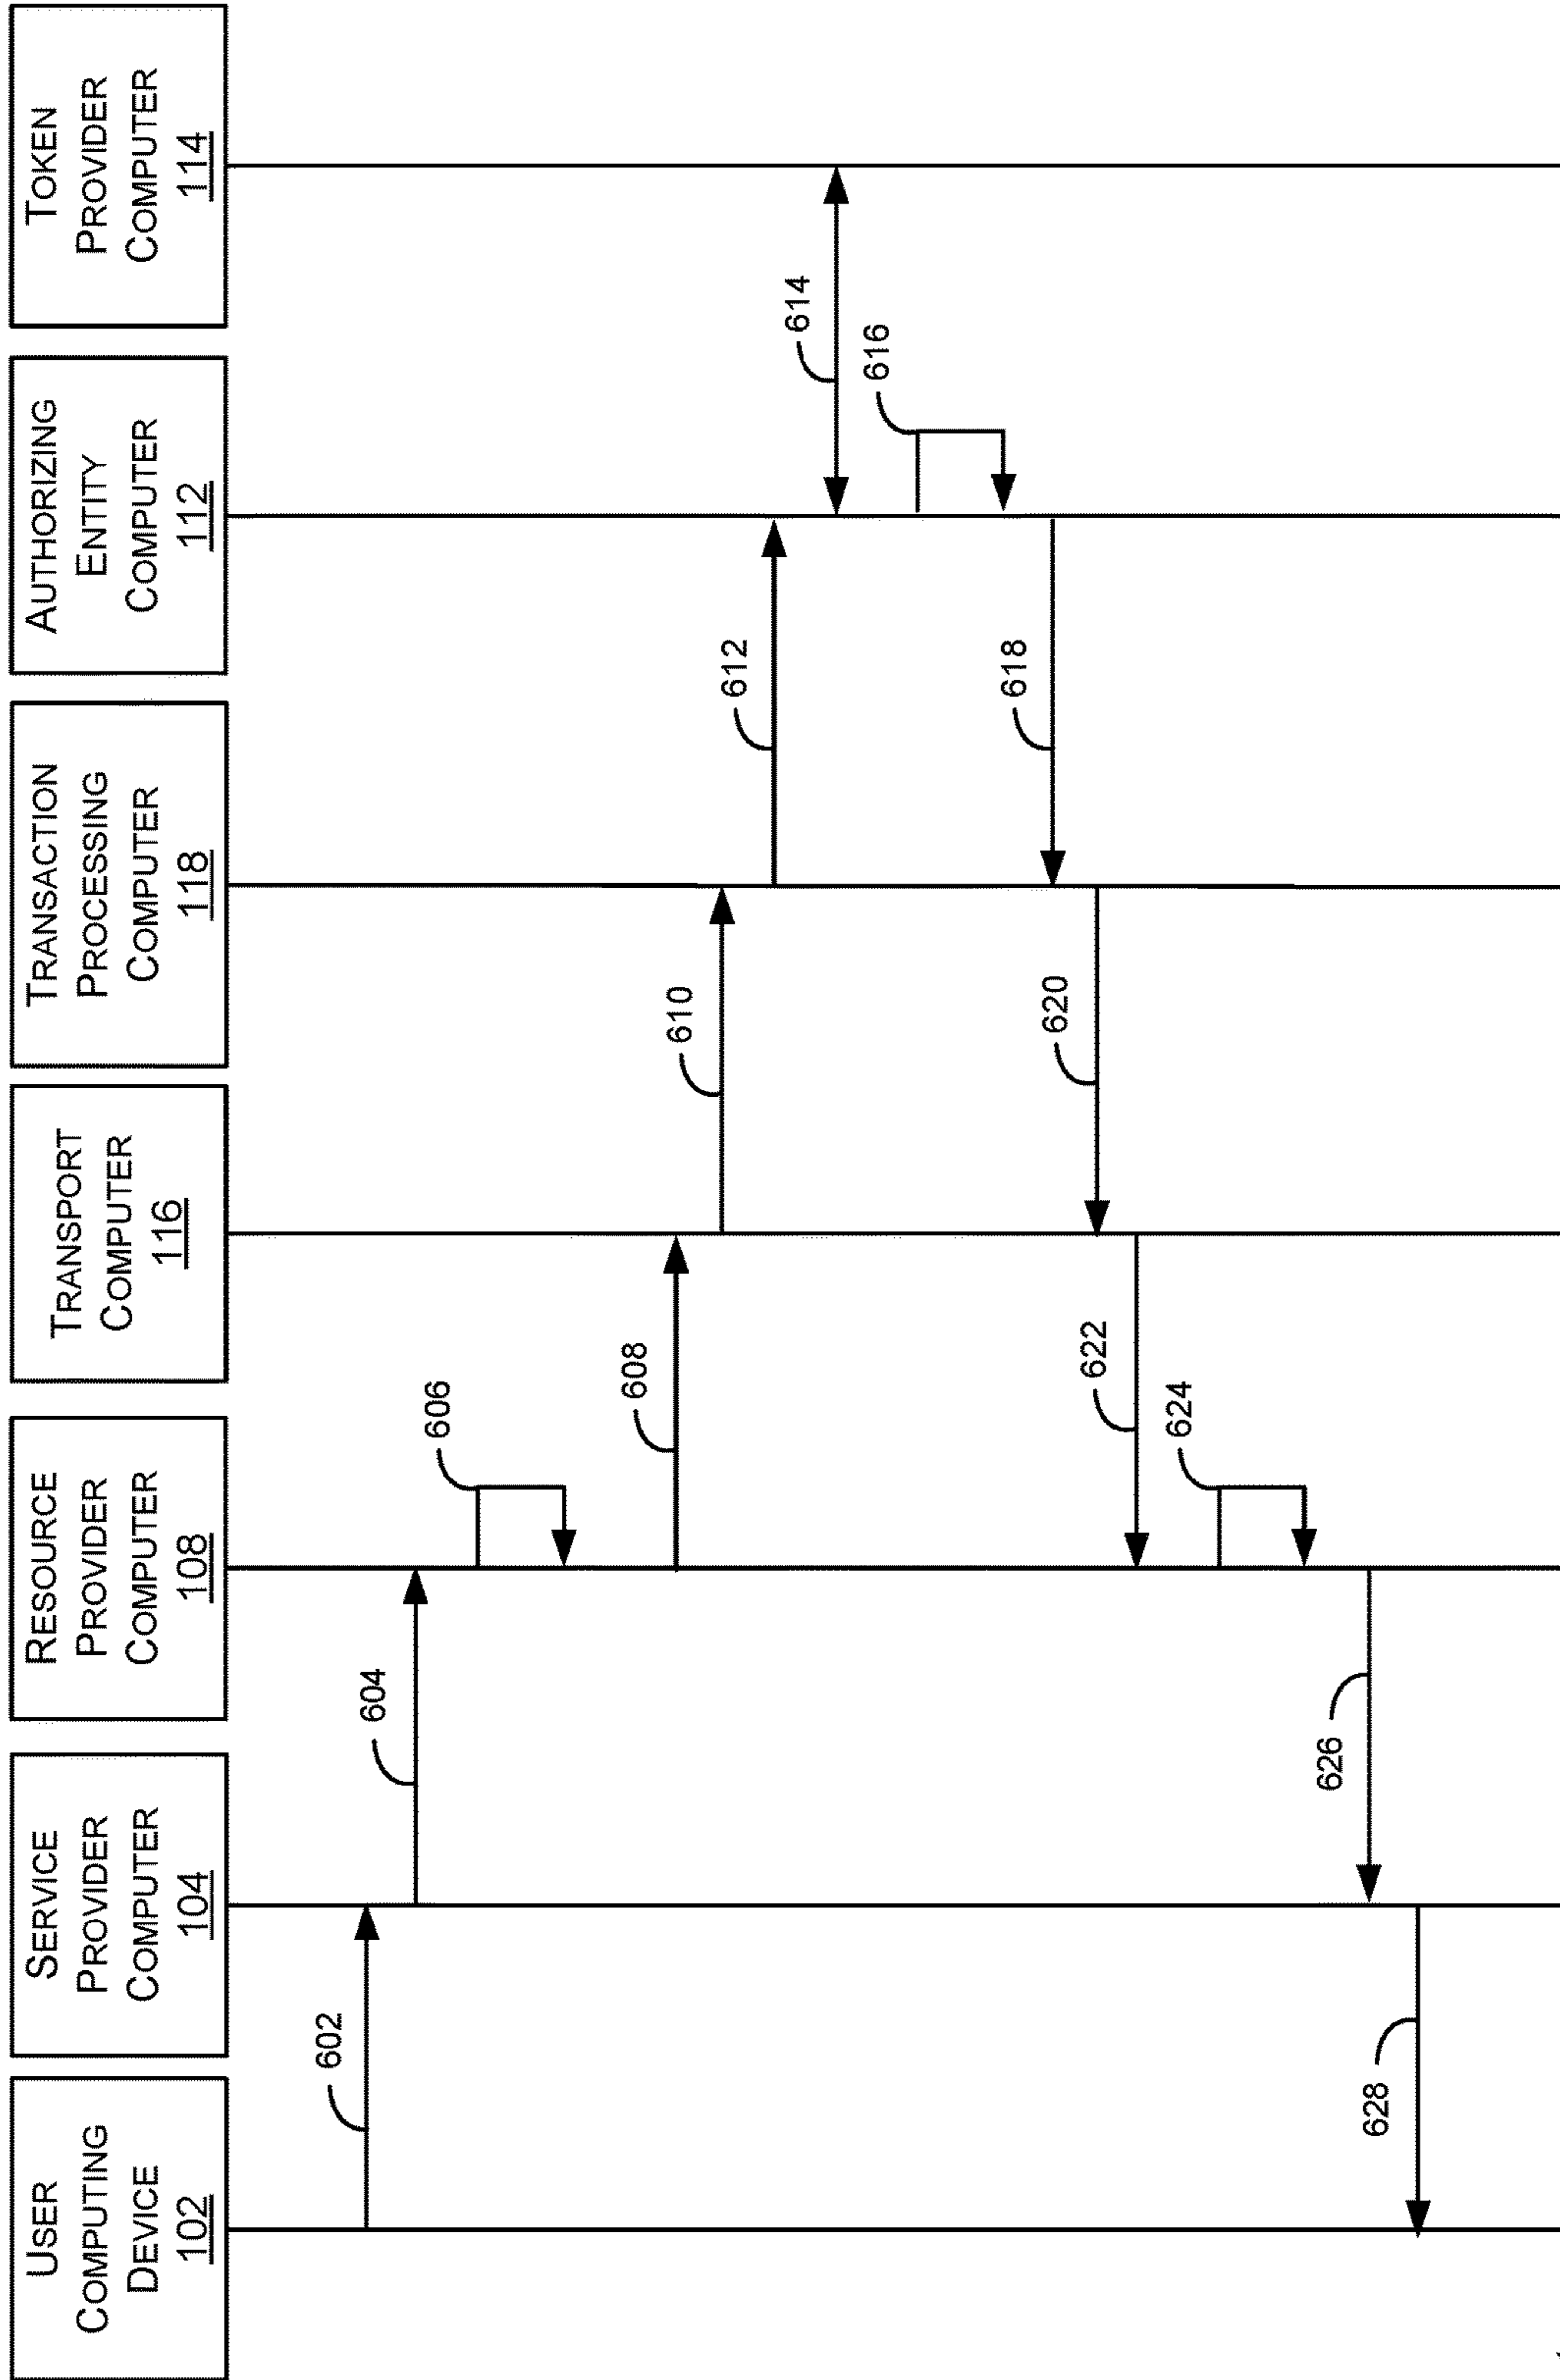 USER
COMPUTING
DEVICE
102
SERVICE
PROVIDER
COMPUTER
104
RESOURCE
PROVIDER
COMPUTER
108
TRANSPORT
COMPUTER
116
TRANSACTION
PROCESSING
COMPUTER
118
AUTHORIZING
ENTITY
COMPUTER
112
TOKEN
PROVIDER
COMPUTER
114
602
604
606
608
610
612
614
616
618
620
622
624
626
628